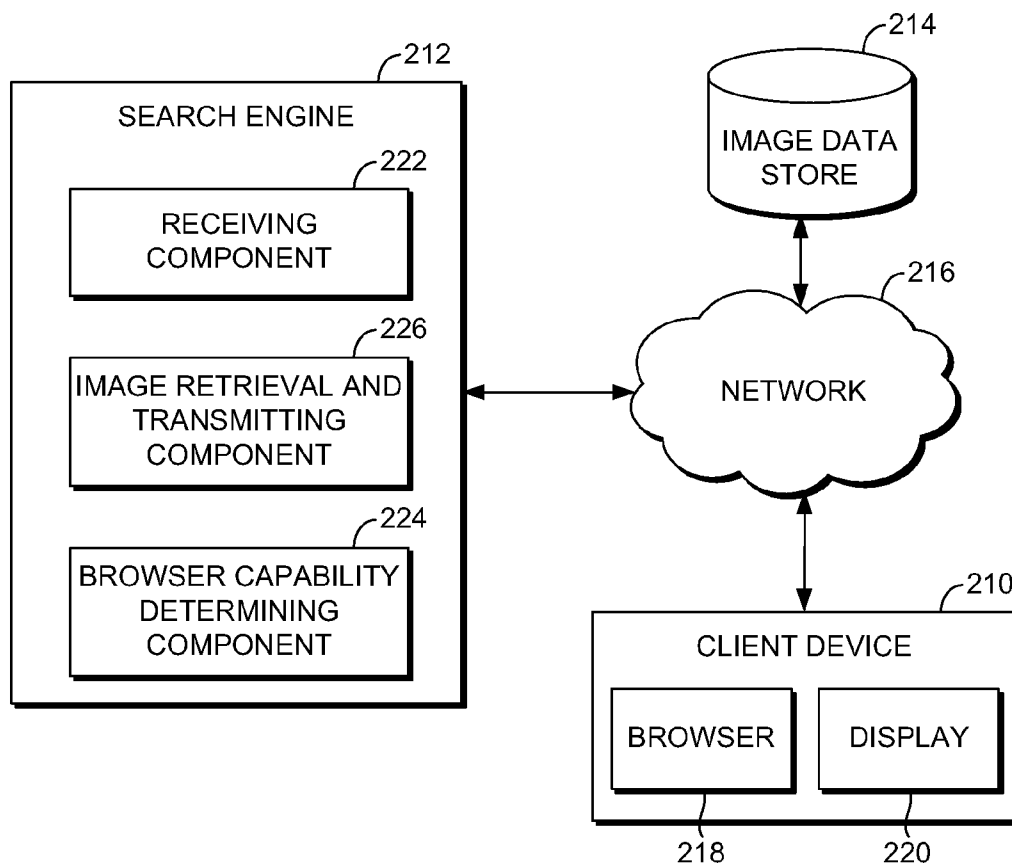 212
SEARCH ENGINE
222
RECEIVING
COMPONENT
226
IMAGE RETRIEVAL AND
TRANSMITTING
COMPONENT
224
BROWSER CAPABILITY
DETERMINING
COMPONENT
214
IMAGE DATA
STORE
216
NETWORK
210
CLIENT DEVICE
BROWSER
DISPLAY
218
220